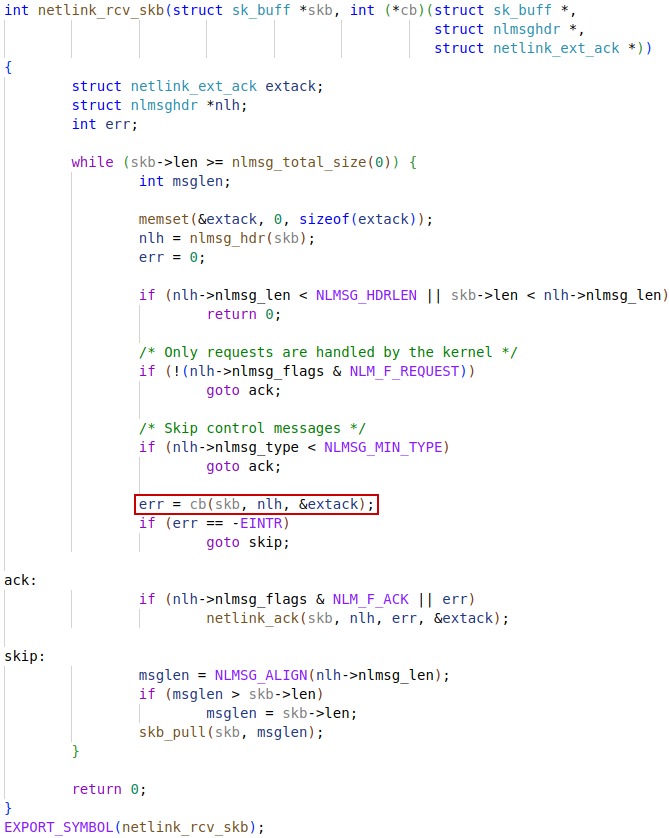 int netlink_rcv_skb(struct sk_buff *skb, int (*cb)(struct sk_buff *,
                                                   struct nlmsghdr *,
                                                   struct netlink_ext_ack *))
{
        struct netlink_ext_ack extack;
        struct nlmsghdr *nlh;
        int err;

        while (skb->len >= nlmsg_total_size(0)) {
                int msglen;

                memset(&extack, 0, sizeof(extack));
                nlh = nlmsg_hdr(skb);
                err = 0;

                if (nlh->nlmsg_len < NLMSG_HDRLEN || skb->len < nlh->nlmsg_len)
                        return 0;

                /* Only requests are handled by the kernel */
                if (!(nlh->nlmsg_flags & NLM_F_REQUEST))
                        goto ack;

                /* Skip control messages */
                if (nlh->nlmsg_type < NLMSG_MIN_TYPE)
                        goto ack;

                err = cb(skb, nlh, &extack);
                if (err == -EINTR)
                        goto skip;

ack:
                if (nlh->nlmsg_flags & NLM_F_ACK || err)
                        netlink_ack(skb, nlh, err, &extack);

skip:
                msglen = NLMSG_ALIGN(nlh->nlmsg_len);
                if (msglen > skb->len)
                        msglen = skb->len;
                skb_pull(skb, msglen);
        }

        return 0;
}
EXPORT_SYMBOL(netlink_rcv_skb);